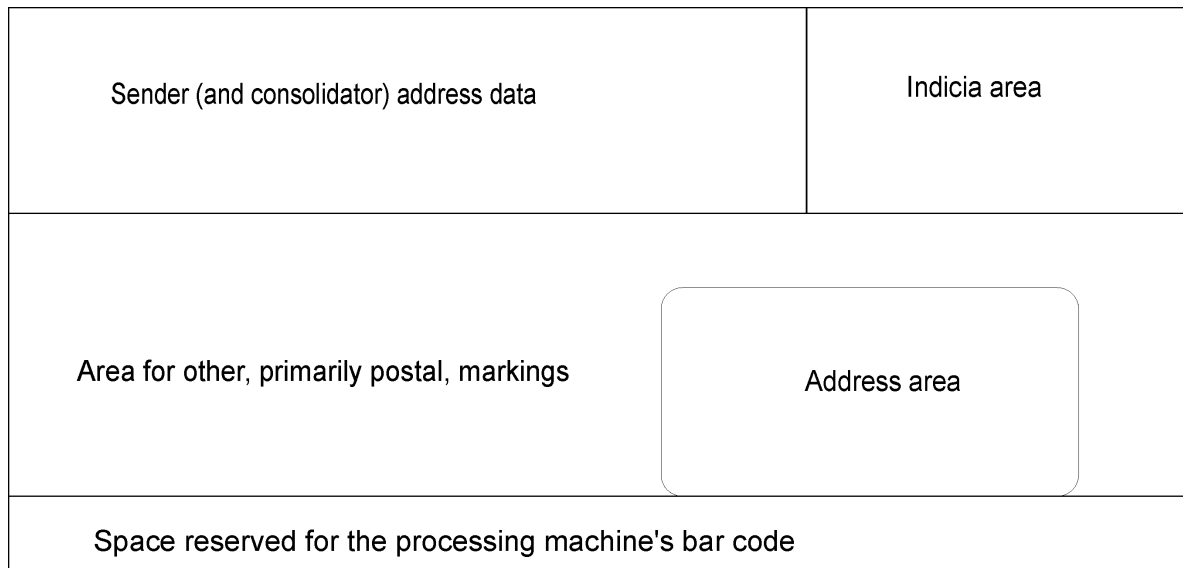 Sender (and consolidator) address data
Indicia area
Area for other, primarily postal, markings
Address area
Space reserved for the processing machine's bar code